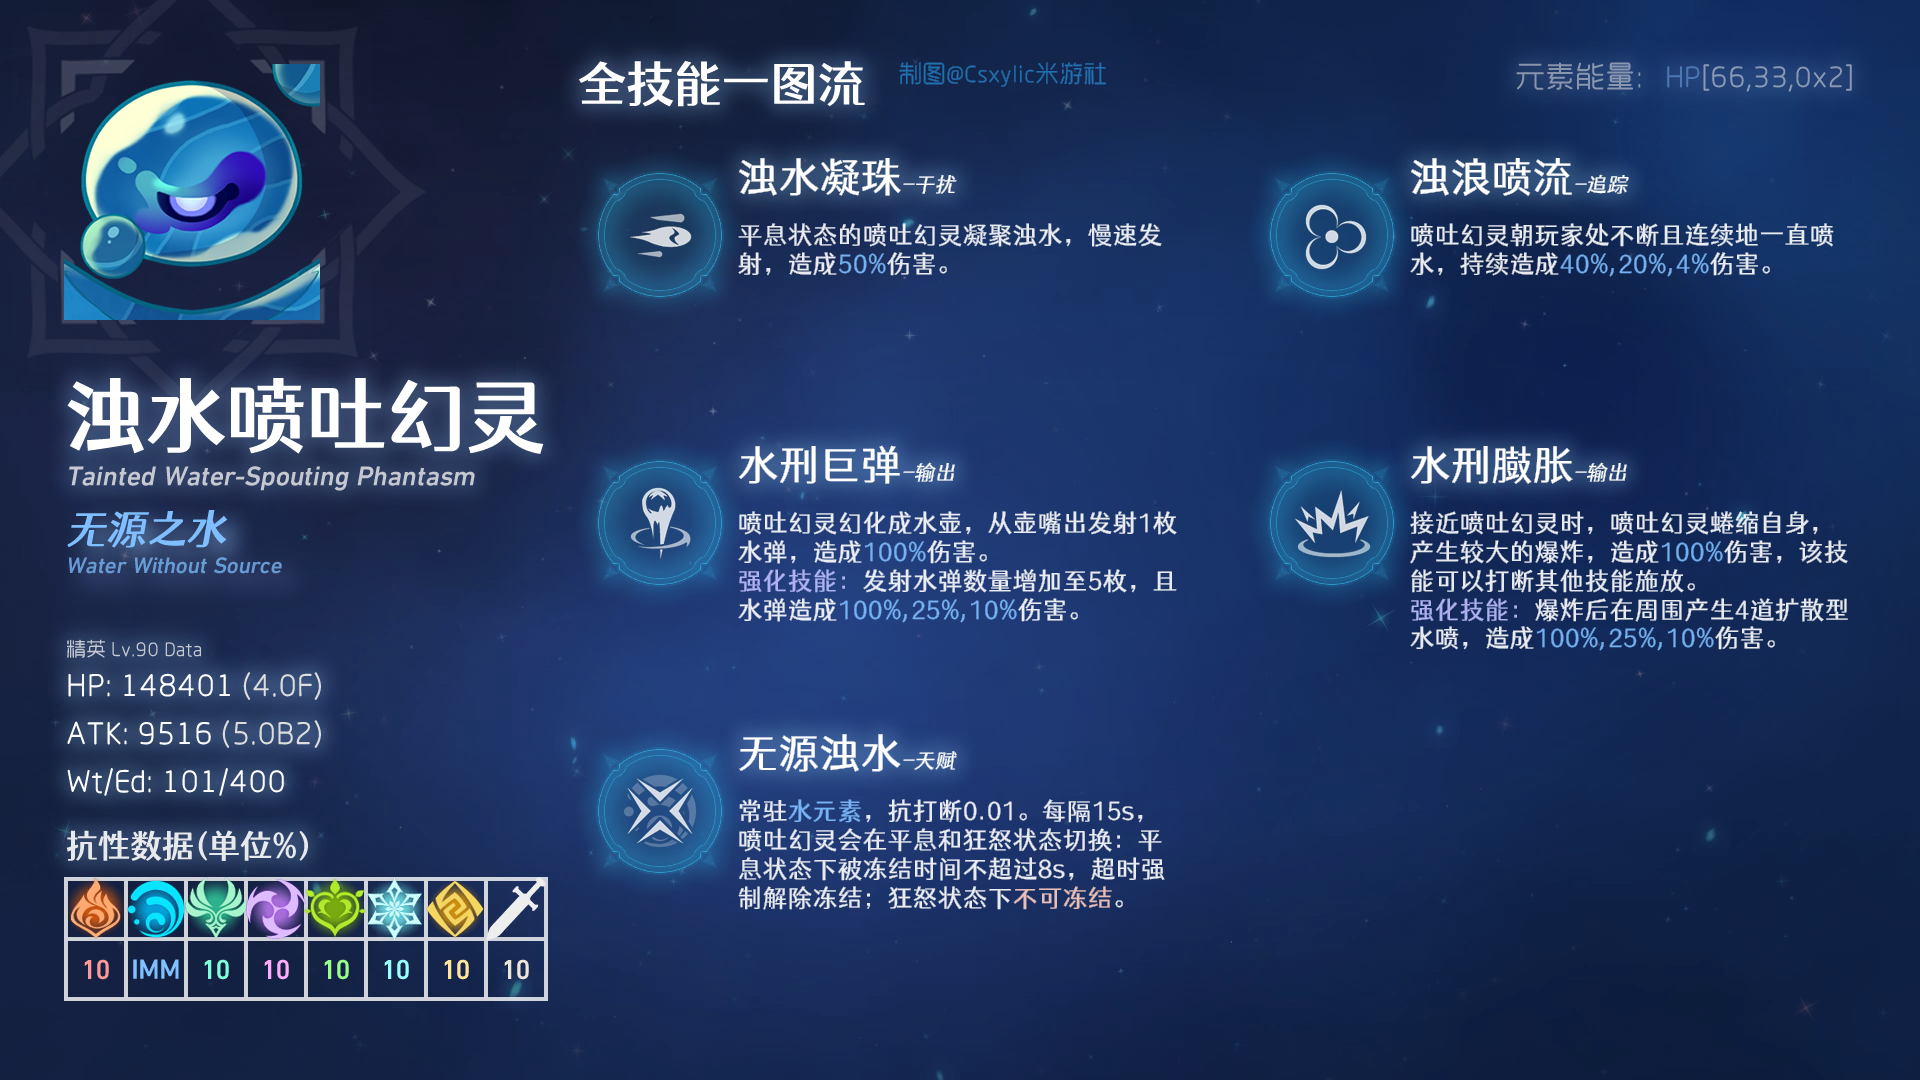 全技能一图流
制图@Csxylic米游社
元素能量： HP[66,33,0x2]
浊水喷吐幻灵
Tainted Water-Spouting Phantasm
无源之水
Water Without Source
精英 Lv.90 Data
HP: 148401 (4.0F)
ATK: 9516 (5.0B2)
Wt/Ed: 101/400
抗性数据(单位%)
10 IMM 10 10 10 10 10 10
浊水凝珠-干扰
平息状态的喷吐幻灵凝聚浊水，慢速发
射，造成50%伤害。
浊浪喷流-追踪
喷吐幻灵朝玩家处不断且连续地一直喷
水，持续造成40%,20%,4%伤害。
水刑巨弹-输出
喷吐幻灵幻化成水壶，从壶嘴出发射1枚
水弹，造成100%伤害。
强化技能：发射水弹数量增加至5枚，且
水弹造成100%,25%,10%伤害。
水刑臌胀-输出
接近喷吐幻灵时，喷吐幻灵蜷缩自身，
产生较大的爆炸，造成100%伤害，该技
能可以打断其他技能施放。
强化技能：爆炸后在周围产生4道扩散型
水喷，造成100%,25%,10%伤害。
无源浊水-天赋
常驻水元素，抗打断0.01。每隔15s，
喷吐幻灵会在平息和狂怒状态切换：平
息状态下被冻结时间不超过8s，超时强
制解除冻结；狂怒状态下不可冻结。